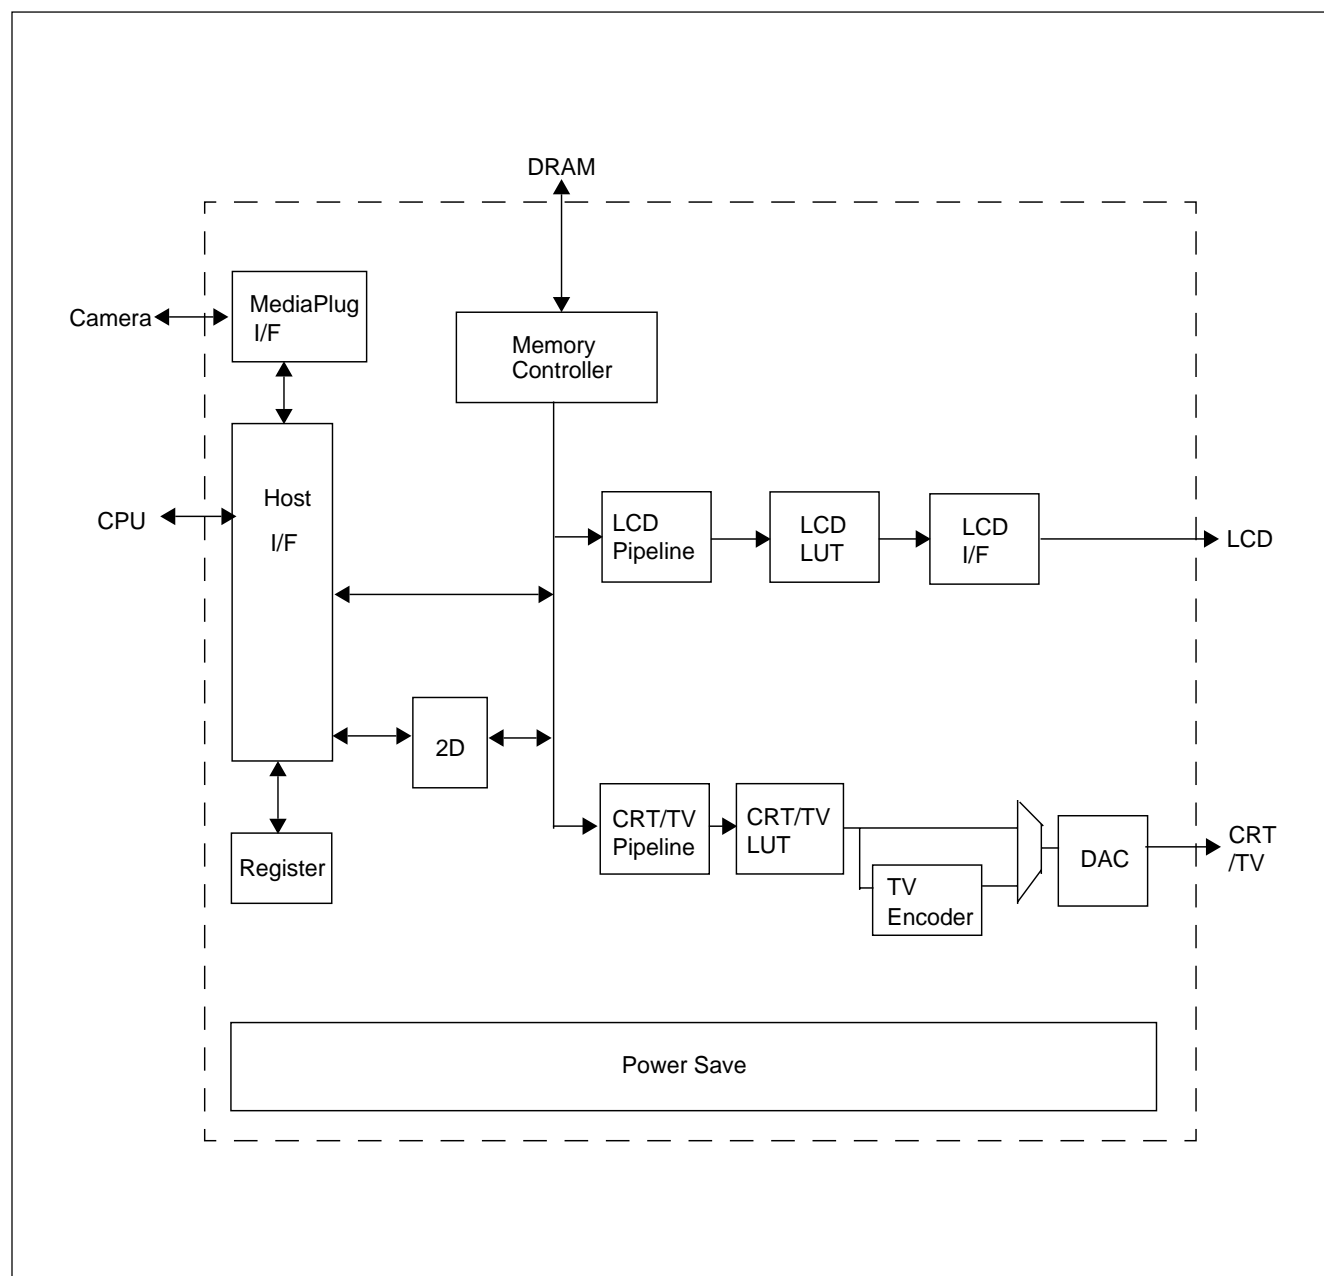 DRAM
Camera
MediaPlug
I/F
Memory
Controller
CPU
Host
I/F
LCD
Pipeline
LCD
LUT
LCD
I/F
LCD
2D
CRT/TV
Pipeline
CRT/TV
LUT
TV
Encoder
DAC
CRT
/TV
Register
Power Save